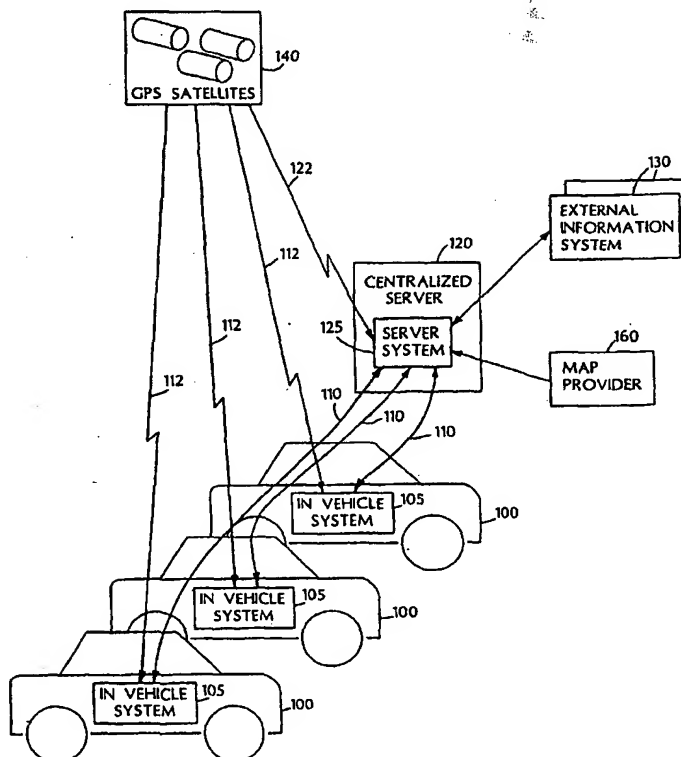 140
GPS SATELLITES
122
130
EXTERNAL
INFORMATION
SYSTEM
120
CENTRALIZED
SERVER
112
125
SERVER
SYSTEM
160
MAP
PROVIDER
112
112
110
110
110
IN VEHICLE
SYSTEM
105
100
IN VEHICLE
SYSTEM
105
100
IN VEHICLE
SYSTEM
105
100